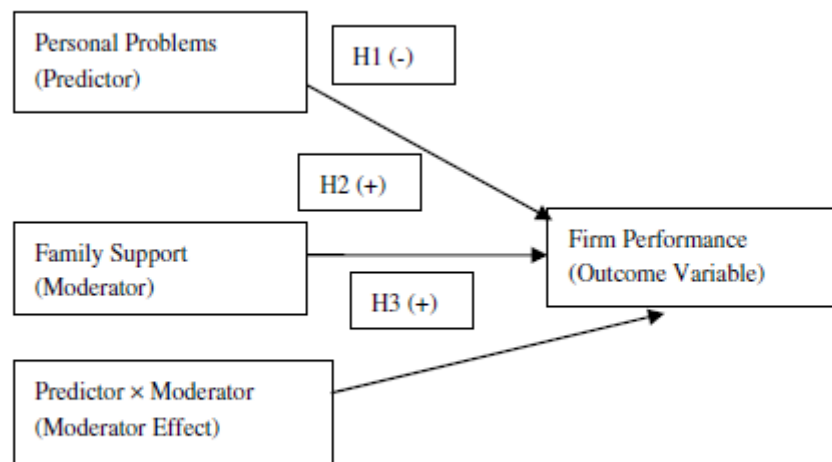 Personal Problems
(Predictor)
H1 (-)
H2 (+)
Family Support
(Moderator)
Firm Performance
(Outcome Variable)
H3 (+)
Predictor × Moderator
(Moderator Effect)